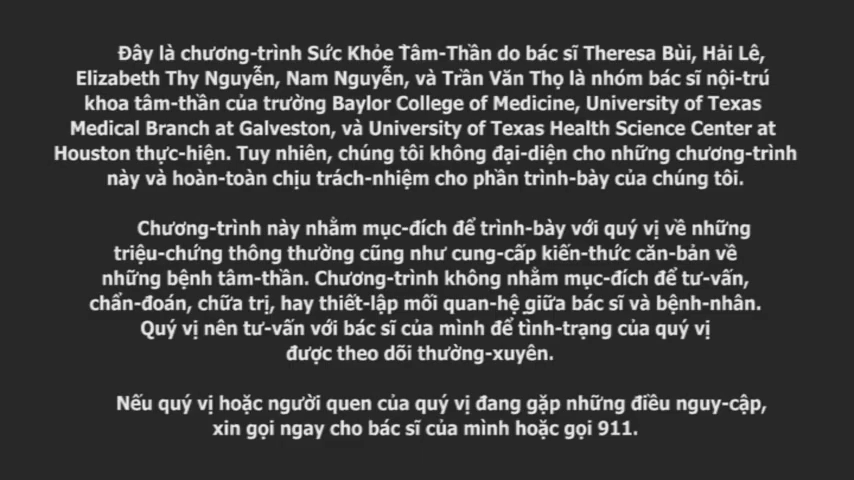 Đây là chương-trình Sức Khỏe Tâm-Thần do bác sĩ Theresa Bùi, Hải Lê,
Elizabeth Thy Nguyễn, Nam Nguyễn, và Trần Văn Thọ là nhóm bác sĩ nội-trú
khoa tâm-thần của trường Baylor College of Medicine, University of Texas
Medical Branch at Galveston, và University of Texas Health Science Center at
Houston thực-hiện. Tuy nhiên, chúng tôi không đại-diện cho những chương-trình
này và hoàn-toàn chịu trách-nhiệm cho phần trình-bày của chúng tôi.
Chương-trình này nhằm mục-đích để trình-bày với quý vị về những
triệu-chứng thông thường cũng như cung-cấp kiến-thức căn-bản về
những bệnh tâm-thần. Chương-trình không nhằm mục-đích để tư-vấn,
chẩn-đoán, chữa trị, hay thiết-lập mối quan-hệ giữa bác sĩ và bệnh-nhân.
Quý vị nên tư-vấn với bác sĩ của mình để tình-trạng của quý vị
được theo dõi thường-xuyên.
Nếu quý vị hoặc người quen của quý vị đang gặp những điều nguy-cập,
xin gọi ngay cho bác sĩ của mình hoặc gọi 911.